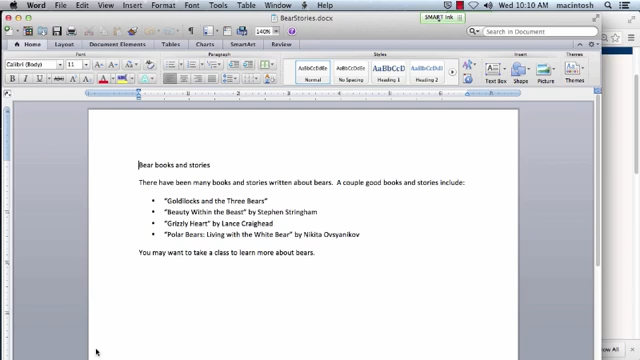 Word File Edit View Insert Format Font Tools Table Window Help Wed 10:10 AM macintosh
BearStories.docx
SMART Ink
140%
Search in Document
Home Layout Document Elements Tables Charts SmartArt Review
Font Paragraph Styles Insert Themes
Calibri (Body) 11
AaBbCcDdEe AaBbCcDdEe AaBbCcD AaBbCcDdE
Normal No Spacing Heading 1 Heading 2 Text Box Shape Picture Themes
Bear books and stories
There have been many books and stories written about bears. A couple good books and stories include:
• "Goldilocks and the Three Bears"
• "Beauty Within the Beast" by Stephen Stringham
• "Grizzly Heart" by Lance Craighead
• "Polar Bears: Living with the White Bear" by Nikita Ovsyanikov
You may want to take a class to learn more about bears.